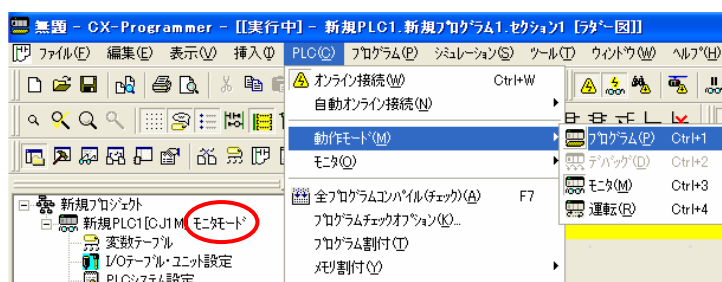 無題 - CX-Programmer - [[実行中] - 新規PLC1.新規ﾌﾟﾛｸﾞﾗﾑ1.ｾｸｼｮﾝ1 [ﾗﾀﾞｰ図]]
ﾌｧｲﾙ(F) 編集(E) 表示(V) 挿入(I) PLC(C) ﾌﾟﾛｸﾞﾗﾑ(P) ｼﾐｭﾚｰｼｮﾝ(S) ﾂｰﾙ(T) ｳｨﾝﾄﾞｳ(W) ﾍﾙﾌﾟ(H)
オンライン接続(W) Ctrl+W
自動オンライン接続(N)
動作ﾓｰﾄﾞ(M)
ﾓﾆﾀ(O)
全ﾌﾟﾛｸﾞﾗﾑｺﾝﾊﾟｲﾙ(ﾁｪｯｸ)(A) F7
ﾌﾟﾛｸﾞﾗﾑﾁｪｯｸｵﾌﾟｼｮﾝ(K)...
ﾌﾟﾛｸﾞﾗﾑ割付(T)
ﾒﾓﾘ割付(Y)
ﾌﾟﾛｸﾞﾗﾑ(P) Ctrl+1
ﾃﾞﾊﾞｯｸﾞ(D) Ctrl+2
ﾓﾆﾀ(M) Ctrl+3
運転(R) Ctrl+4
新規ﾌﾟﾛｼﾞｪｸﾄ
新規PLC1[CJ1M] ﾓﾆﾀﾓｰﾄﾞ
変数ﾃｰﾌﾞﾙ
I/Oﾃｰﾌﾞﾙ・ﾕﾆｯﾄ設定
PLCｼｽﾃﾑ設定